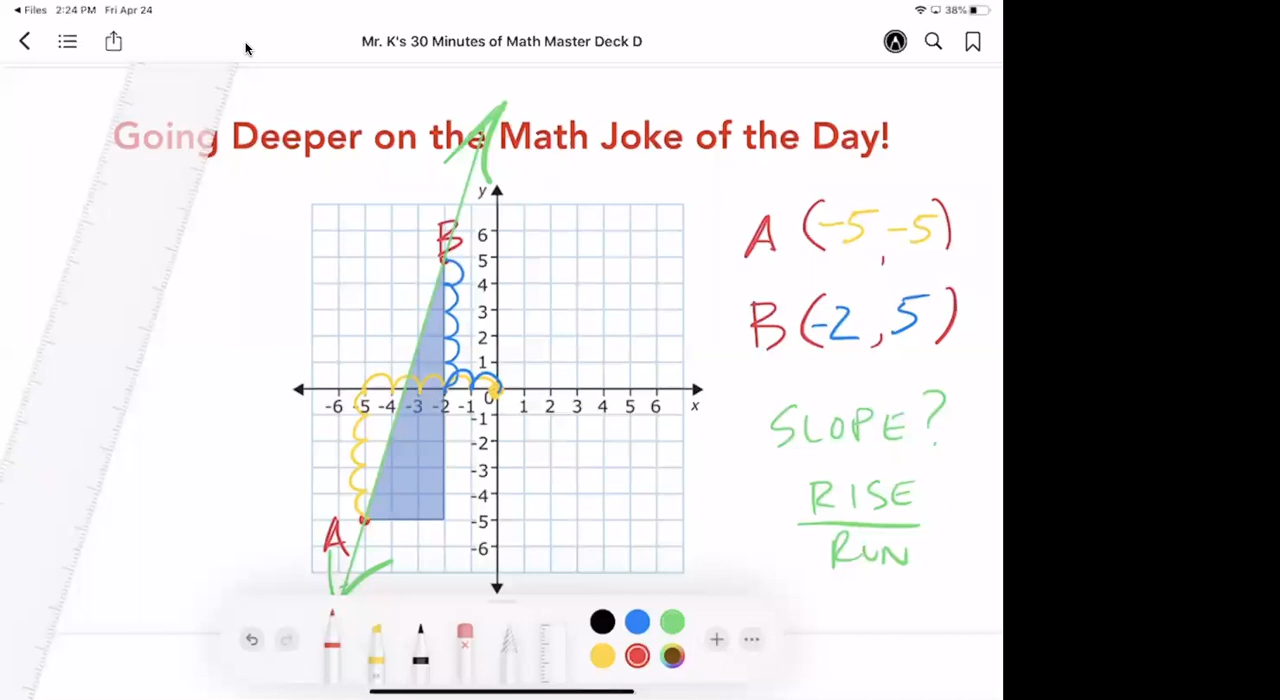 Files 2:24 PM Fri Apr 24 38%
Mr. K's 30 Minutes of Math Master Deck D
Going Deeper on the Math Joke of the Day!
y
B
6
5
4
3
2
1
-6 -5 -4 -3 -2 -1 0 1 2 3 4 5 6 x
-1
-2
-3
-4
-5
-6
A
A (-5, -5)
B (-2, 5)
SLOPE?
RISE
RUN